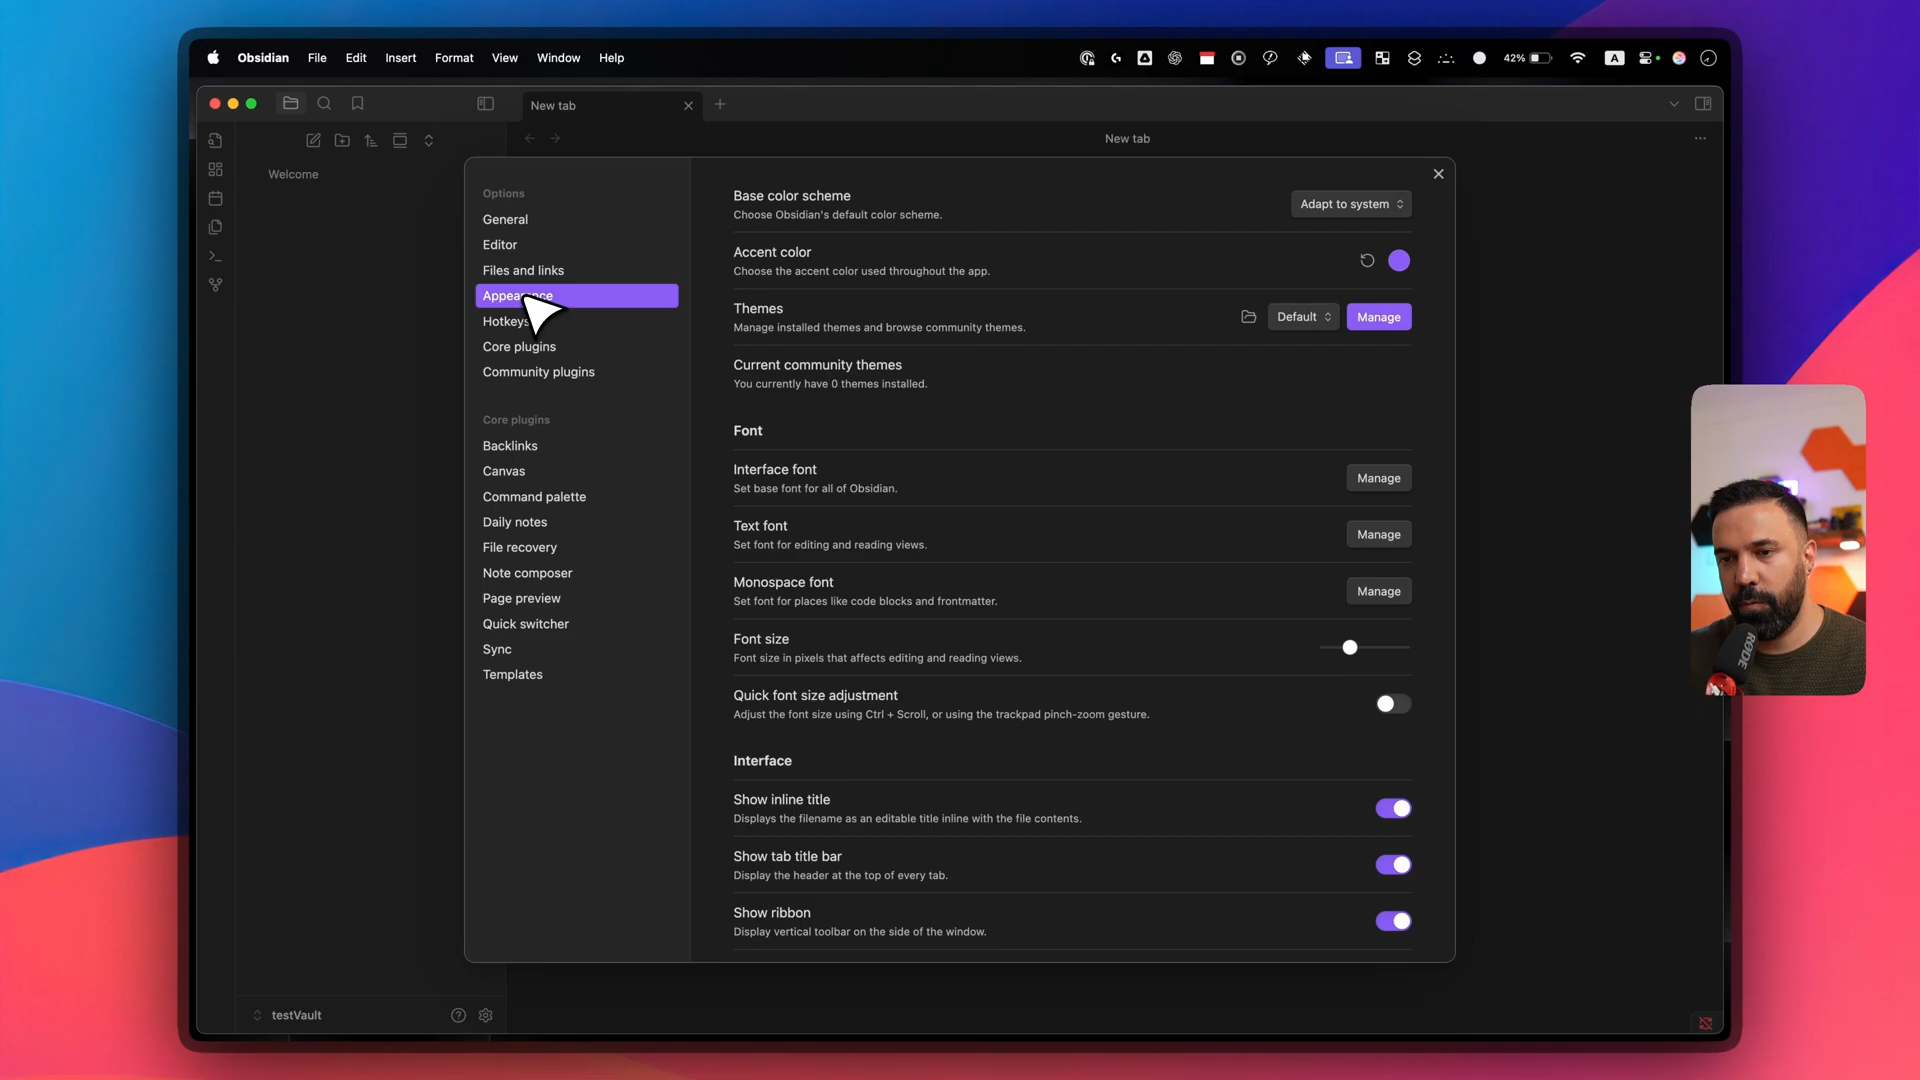 Obsidian File Edit Insert Format View Window Help
42%
A
New tab
New tab
Welcome
Options
General
Editor
Files and links
Appearance
Hotkeys
Core plugins
Community plugins
Core plugins
Backlinks
Canvas
Command palette
Daily notes
File recovery
Note composer
Page preview
Quick switcher
Sync
Templates
Base color scheme
Choose Obsidian's default color scheme.
Adapt to system
Accent color
Choose the accent color used throughout the app.
Themes
Manage installed themes and browse community themes.
Default
Manage
Current community themes
You currently have 0 themes installed.
Font
Interface font
Set base font for all of Obsidian.
Manage
Text font
Set font for editing and reading views.
Manage
Monospace font
Set font for places like code blocks and frontmatter.
Manage
Font size
Font size in pixels that affects editing and reading views.
Quick font size adjustment
Adjust the font size using Ctrl + Scroll, or using the trackpad pinch-zoom gesture.
Interface
Show inline title
Displays the filename as an editable title inline with the file contents.
Show tab title bar
Display the header at the top of every tab.
Show ribbon
Display vertical toolbar on the side of the window.
testVault
RØDE